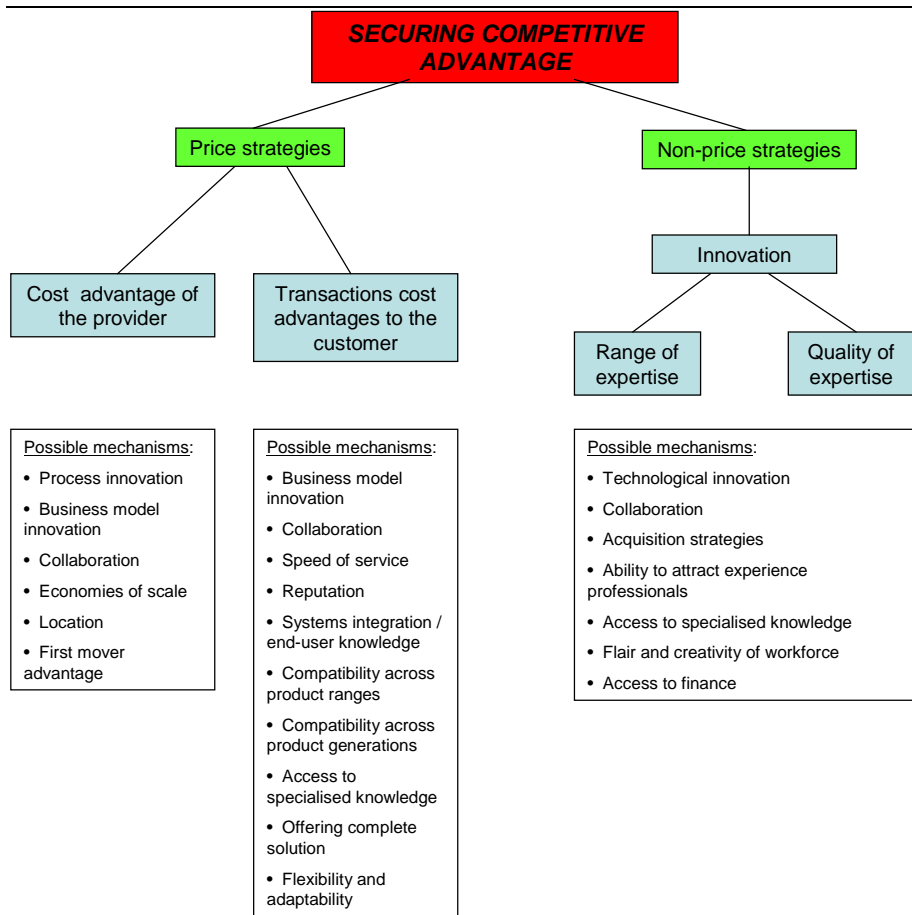 SECURING COMPETITIVE
ADVANTAGE
Price strategies
Non-price strategies
Innovation
Cost advantage of
the provider
Transactions cost
advantages to the
customer
Range of
expertise
Quality of
expertise
Possible mechanisms:
• Process innovation
• Business model
innovation
• Collaboration
• Economies of scale
• Location
• First mover
advantage
Possible mechanisms:
• Business model
innovation
• Collaboration
• Speed of service
• Reputation
• Systems integration /
end-user knowledge
• Compatibility across
product ranges
• Compatibility across
product generations
• Access to
specialised knowledge
• Offering complete
solution
• Flexibility and
adaptability
Possible mechanisms:
• Technological innovation
• Collaboration
• Acquisition strategies
• Ability to attract experience
professionals
• Access to specialised knowledge
• Flair and creativity of workforce
• Access to finance